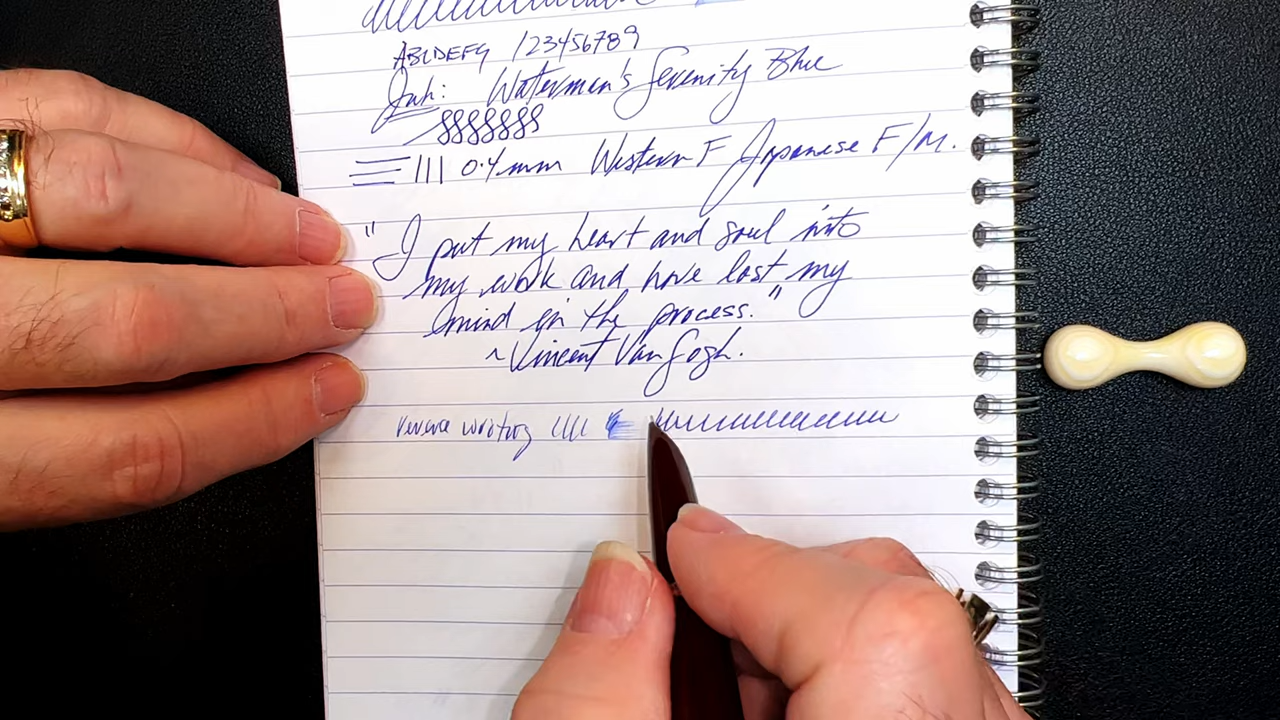 ABCDEFG 123456789
Ink: Waterman's Serenity Blue
0.4mm Western F Japanese F/M.
"I put my heart and soul into
my work and have lost my
mind in the process."
~Vincent Van Gogh.
reverse writing